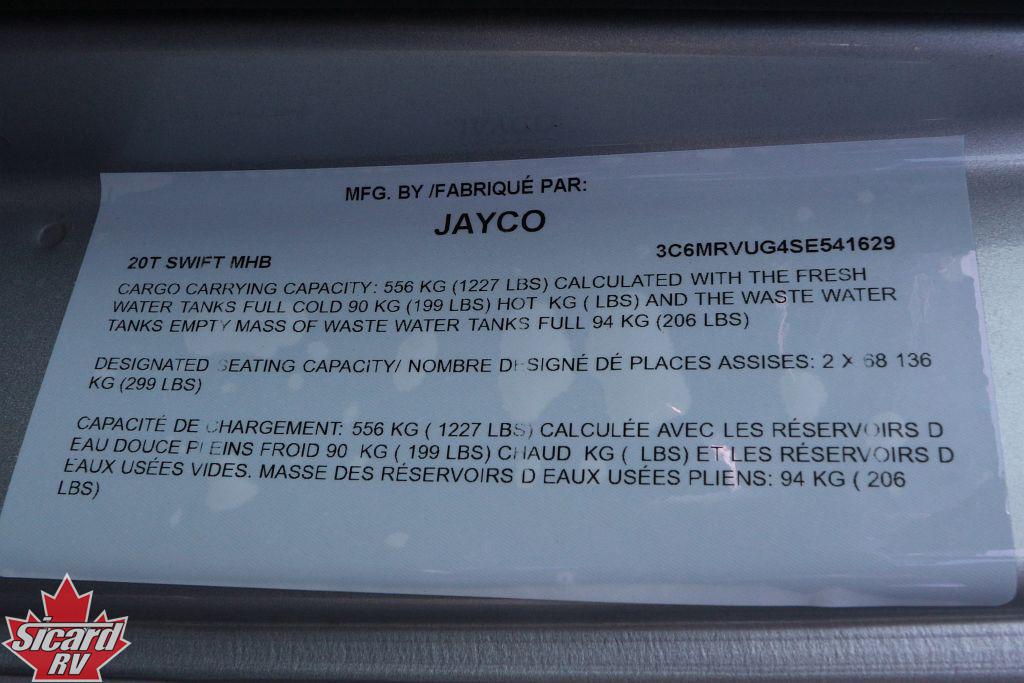 MFG. BY /FABRIQUÉ PAR:
JAYCO
20T SWIFT MHB 3C6MRVUG4SE541629
CARGO CARRYING CAPACITY: 556 KG (1227 LBS) CALCULATED WITH THE FRESH
WATER TANKS FULL COLD 90 KG (199 LBS) HOT KG ( LBS) AND THE WASTE WATER
TANKS EMPTY MASS OF WASTE WATER TANKS FULL 94 KG (206 LBS)
DESIGNATED SEATING CAPACITY/ NOMBRE DESIGNÉ DÉ PLACES ASSISES: 2 X 68 136
KG (299 LBS)
CAPACITÉ DE CHARGEMENT: 556 KG ( 1227 LBS) CALCULÉE AVEC LES RÉSERVOIRS D
EAU DOUCE PLEINS FROID 90 KG ( 199 LBS) CHAUD KG ( LBS) ET LES RÉSERVOIRS D
EAUX USÉES VIDES. MASSE DES RÉSERVOIRS D EAUX USÉES PLIENS: 94 KG ( 206
LBS)
Sicard
RV